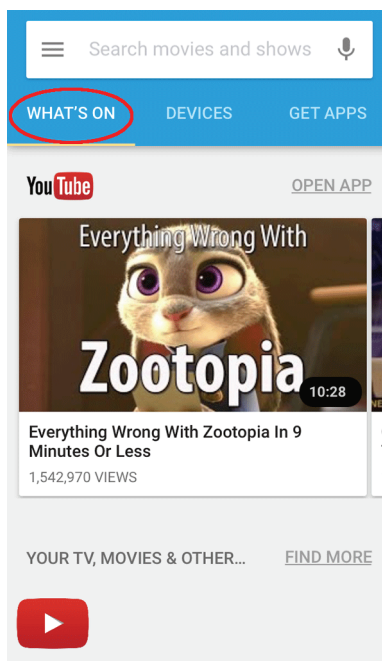 Search movies and shows
WHAT'S ON DEVICES GET APPS
YouTube OPEN APP
Everything Wrong With
Zootopia
10:28
Everything Wrong With Zootopia In 9
Minutes Or Less
1,542,970 VIEWS
YOUR TV, MOVIES & OTHER... FIND MORE